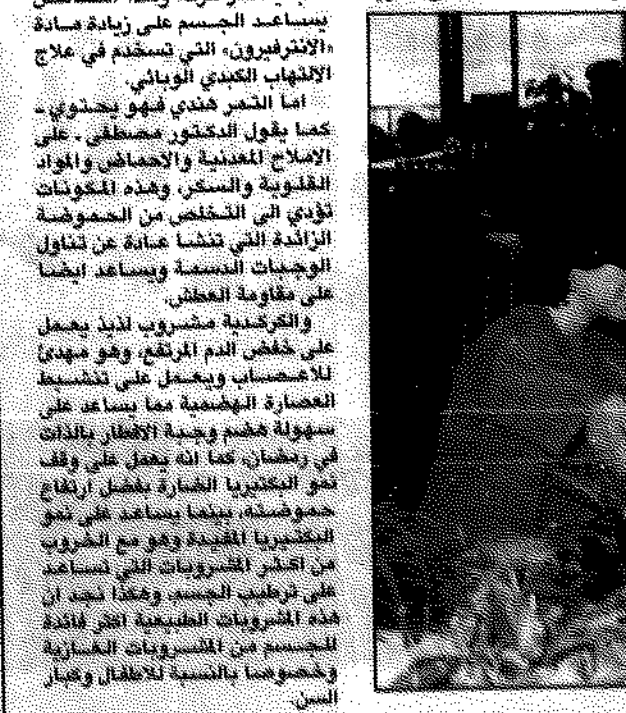 يساعد الجسم على زيادة مادة
«الانترفيرون» التي تستخدم في علاج
الالتهاب الكبدي الوبائي.
اما التمر هندي فهو يحتوي ـ
كما يقول الدكتور مصطفى ـ على
الاملاح المعدنية والاحماض والمواد
القلوية والسكر، وهذه المكونات
تؤدي الى التخلص من الحموضة
الزائدة التي تنشا عادة عن تناول
الوجبات الدسمة ويساعد ايضا
على مقاومة العطش.
والكركدية مشروب لذيذ يعمل
على خفض الدم المرتفع، وهو مهدئ
للاعصاب ويعمل على تنشيط
العصارة الهضمية مما يساعد على
سهولة هضم وجبة الافطار بالذات
في رمضان، كما انه يعمل على وقف
نمو البكتيريا الضارة بفضل ارتفاع
حموضته، بينما يساعد على نمو
البكتيريا المفيدة وهو مع الخروب
من اكثر المشروبات التي تساعد
على ترطيب الجسم، وهكذا نجد ان
هذه المشروبات الطبيعية اكثر فائدة
للجسم من المشروبات الغازية
وخصوصا بالنسبة للاطفال وكبار
السن.